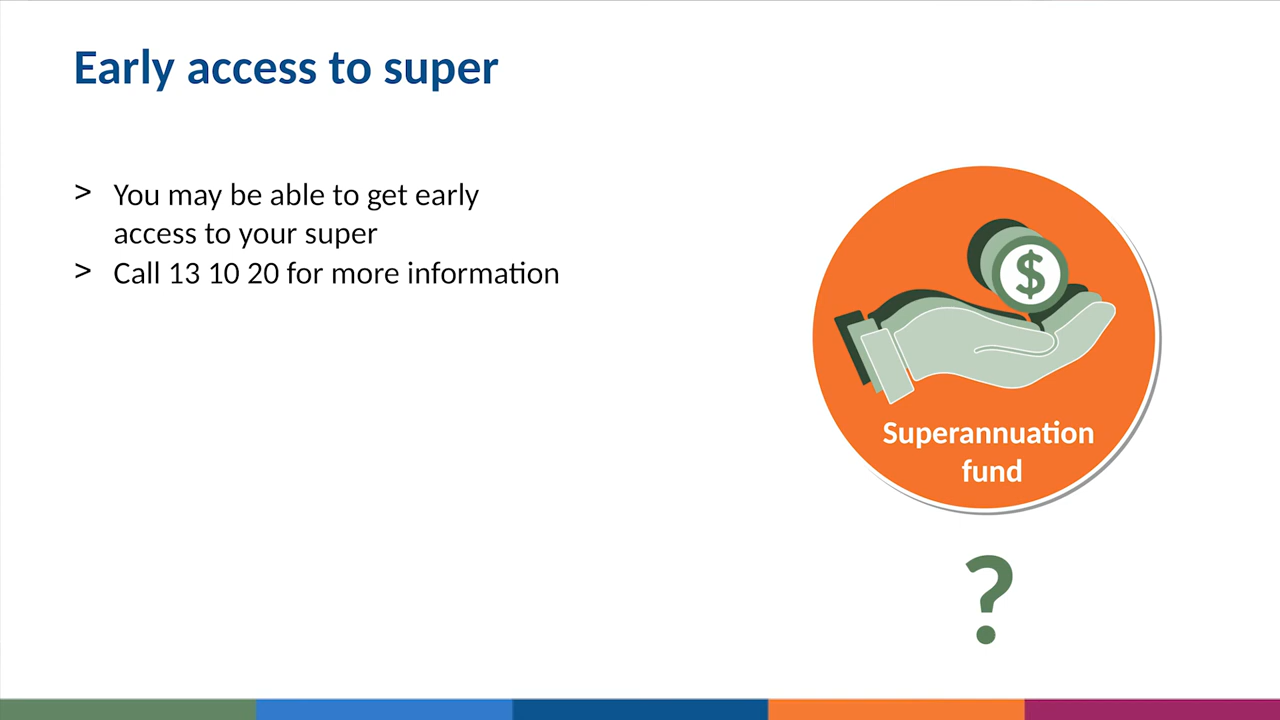 Early access to super
> You may be able to get early
access to your super
> Call 13 10 20 for more information
$
Superannuation
fund
?